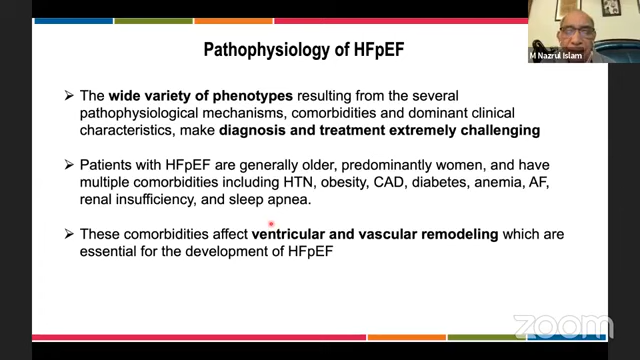 Pathophysiology of HFpEF
M Nazrul Islam
➢ The wide variety of phenotypes resulting from the several
pathophysiological mechanisms, comorbidities and dominant clinical
characteristics, make diagnosis and treatment extremely challenging
➢ Patients with HFpEF are generally older, predominantly women, and have
multiple comorbidities including HTN, obesity, CAD, diabetes, anemia, AF,
renal insufficiency, and sleep apnea.
➢ These comorbidities affect ventricular and vascular remodeling which are
essential for the development of HFpEF
zoom